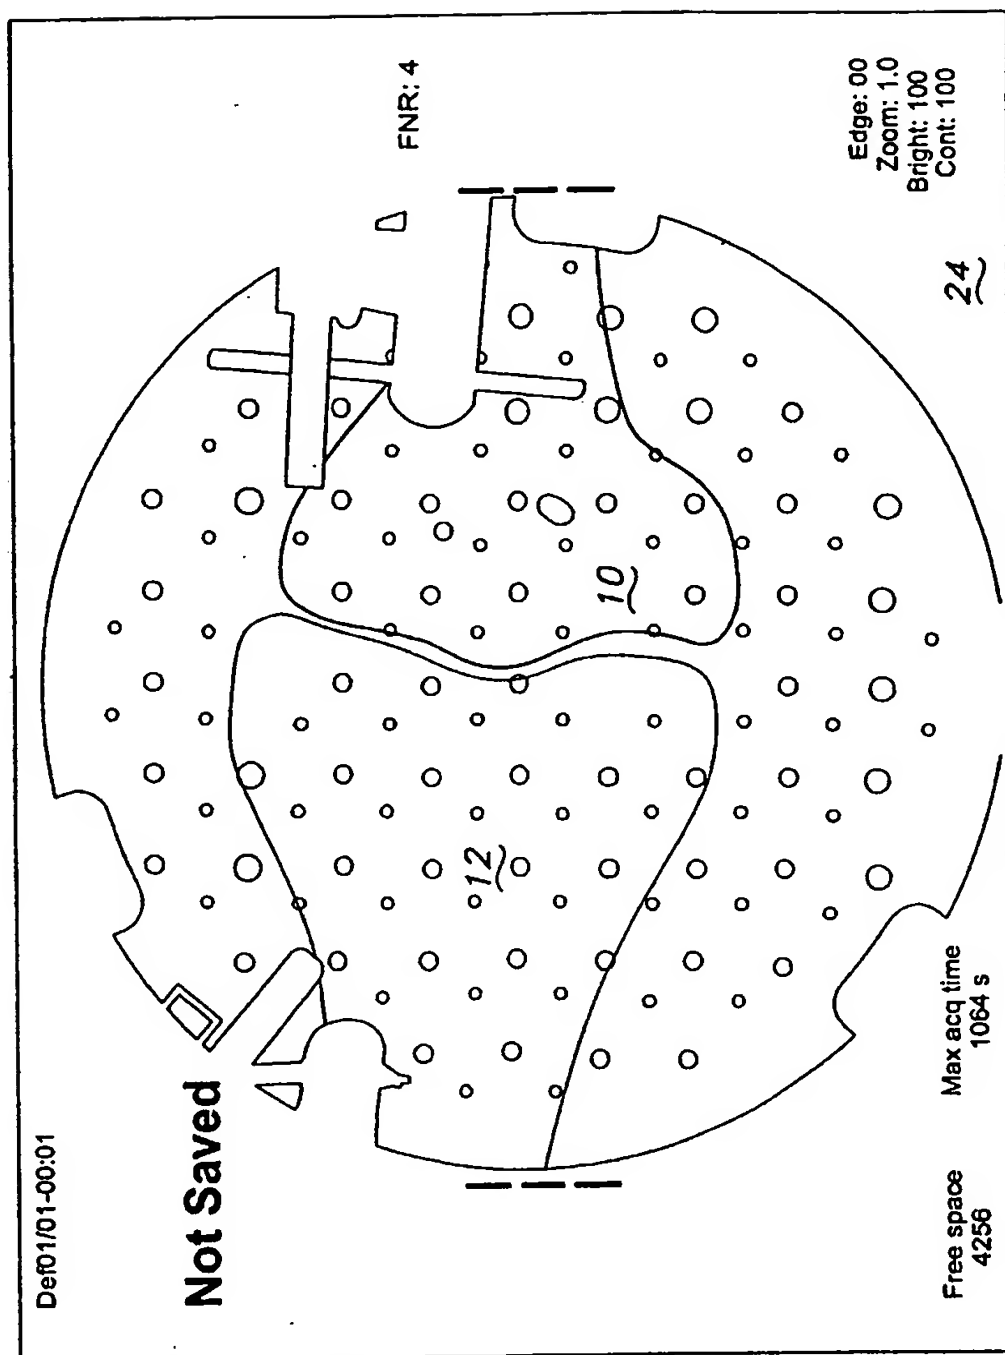 Def01/01-00:01
Not Saved
FNR: 4
12
10
24
Edge: 00
Zoom: 1.0
Bright: 100
Cont: 100
Free space
4256
Max acq time
1064 s